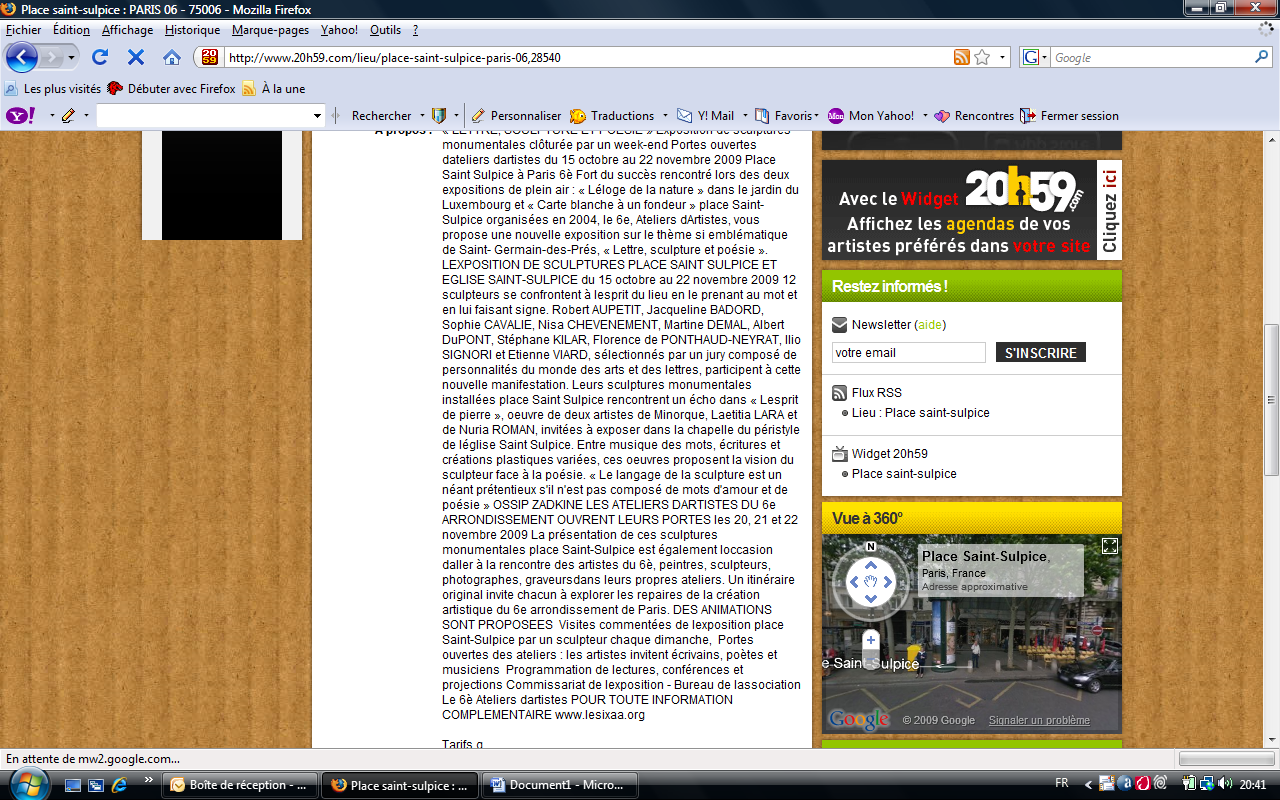 Place saint-sulpice : PARIS 06 - 75006 - Mozilla Firefox
Fichier Édition Affichage Historique Marque-pages Yahoo! Outils ?
20 59 http://www.20h59.com/lieu/place-saint-sulpice-paris-06,28540 G Google
Les plus visités Débuter avec Firefox À la une
Y! Rechercher Personnaliser Traductions Y! Mail Favoris Mon Yahoo! Rencontres Fermer session
A propos : « LETTRE, SCULPTURE ET POESIE » Exposition de sculptures
monumentales clôturée par un week-end Portes ouvertes
dateliers dartistes du 15 octobre au 22 novembre 2009 Place
Saint Sulpice à Paris 6è Fort du succès rencontré lors des deux
expositions de plein air : « Léloge de la nature » dans le jardin du
Luxembourg et « Carte blanche à un fondeur » place Saint-
Sulpice organisées en 2004, le 6e, Ateliers dArtistes, vous
propose une nouvelle exposition sur le thème si emblématique
de Saint- Germain-des-Prés, « Lettre, sculpture et poésie ».
LEXPOSITION DE SCULPTURES PLACE SAINT SULPICE ET
EGLISE SAINT-SULPICE du 15 octobre au 22 novembre 2009 12
sculpteurs se confrontent à lesprit du lieu en le prenant au mot et
en lui faisant signe. Robert AUPETIT, Jacqueline BADORD,
Sophie CAVALIE, Nisa CHEVENEMENT, Martine DEMAL, Albert
DuPONT, Stéphane KILAR, Florence de PONTHAUD-NEYRAT, Ilio
SIGNORI et Etienne VIARD, sélectionnés par un jury composé de
personnalités du monde des arts et des lettres, participent à cette
nouvelle manifestation. Leurs sculptures monumentales
installées place Saint Sulpice rencontrent un écho dans « Lesprit
de pierre », oeuvre de deux artistes de Minorque, Laetitia LARA et
de Nuria ROMAN, invitées à exposer dans la chapelle du péristyle
de léglise Saint Sulpice. Entre musique des mots, écritures et
créations plastiques variées, ces oeuvres proposent la vision du
sculpteur face à la poésie. « Le langage de la sculpture est un
néant prétentieux s'il n'est pas composé de mots d'amour et de
poésie » OSSIP ZADKINE LES ATELIERS DARTISTES DU 6e
ARRONDISSEMENT OUVRENT LEURS PORTES les 20, 21 et 22
novembre 2009 La présentation de ces sculptures
monumentales place Saint-Sulpice est également loccasion
daller à la rencontre des artistes du 6è, peintres, sculpteurs,
photographes, graveursdans leurs propres ateliers. Un itinéraire
original invite chacun à explorer les repaires de la création
artistique du 6e arrondissement de Paris. DES ANIMATIONS
SONT PROPOSEES Visites commentées de lexposition place
Saint-Sulpice par un sculpteur chaque dimanche, Portes
ouvertes des ateliers : les artistes invitent écrivains, poètes et
musiciens Programmation de lectures, conférences et
projections Commissariat de lexposition - Bureau de lassociation
Le 6è Ateliers dartistes POUR TOUTE INFORMATION
COMPLEMENTAIRE www.lesixaa.org
Avec le Widget 20h59.com
Affichez les agendas de vos
artistes préférés dans votre site
Cliquez ici
Restez informés !
Newsletter (aide)
votre email S'INSCRIRE
Flux RSS
Lieu : Place saint-sulpice
Widget 20h59
Place saint-sulpice
Vue à 360°
N
Place Saint-Sulpice,
Paris, France
Adresse approximative
e Saint-Sulpice
Google © 2009 Google Signaler un problème
En attente de mw2.google.com...
Boîte de réception - ... Place saint-sulpice : ... Document1 - Micro... FR 20:41